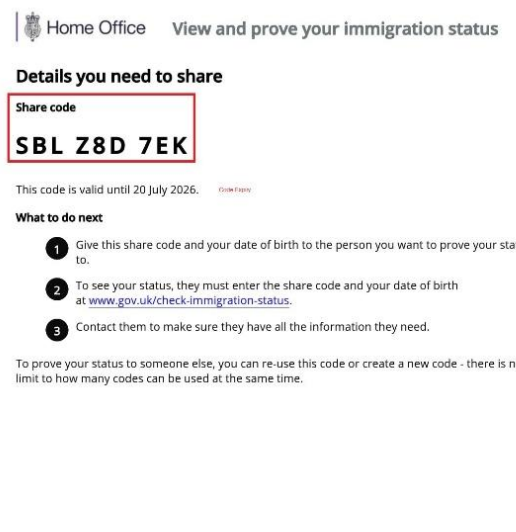 Home Office View and prove your immigration status
Details you need to share
Share code
SBL Z8D 7EK
This code is valid until 20 July 2026. Code Expiry
What to do next
1 Give this share code and your date of birth to the person you want to prove your sta
to.
2 To see your status, they must enter the share code and your date of birth
at www.gov.uk/check-immigration-status.
3 Contact them to make sure they have all the information they need.
To prove your status to someone else, you can re-use this code or create a new code - there is n
limit to how many codes can be used at the same time.